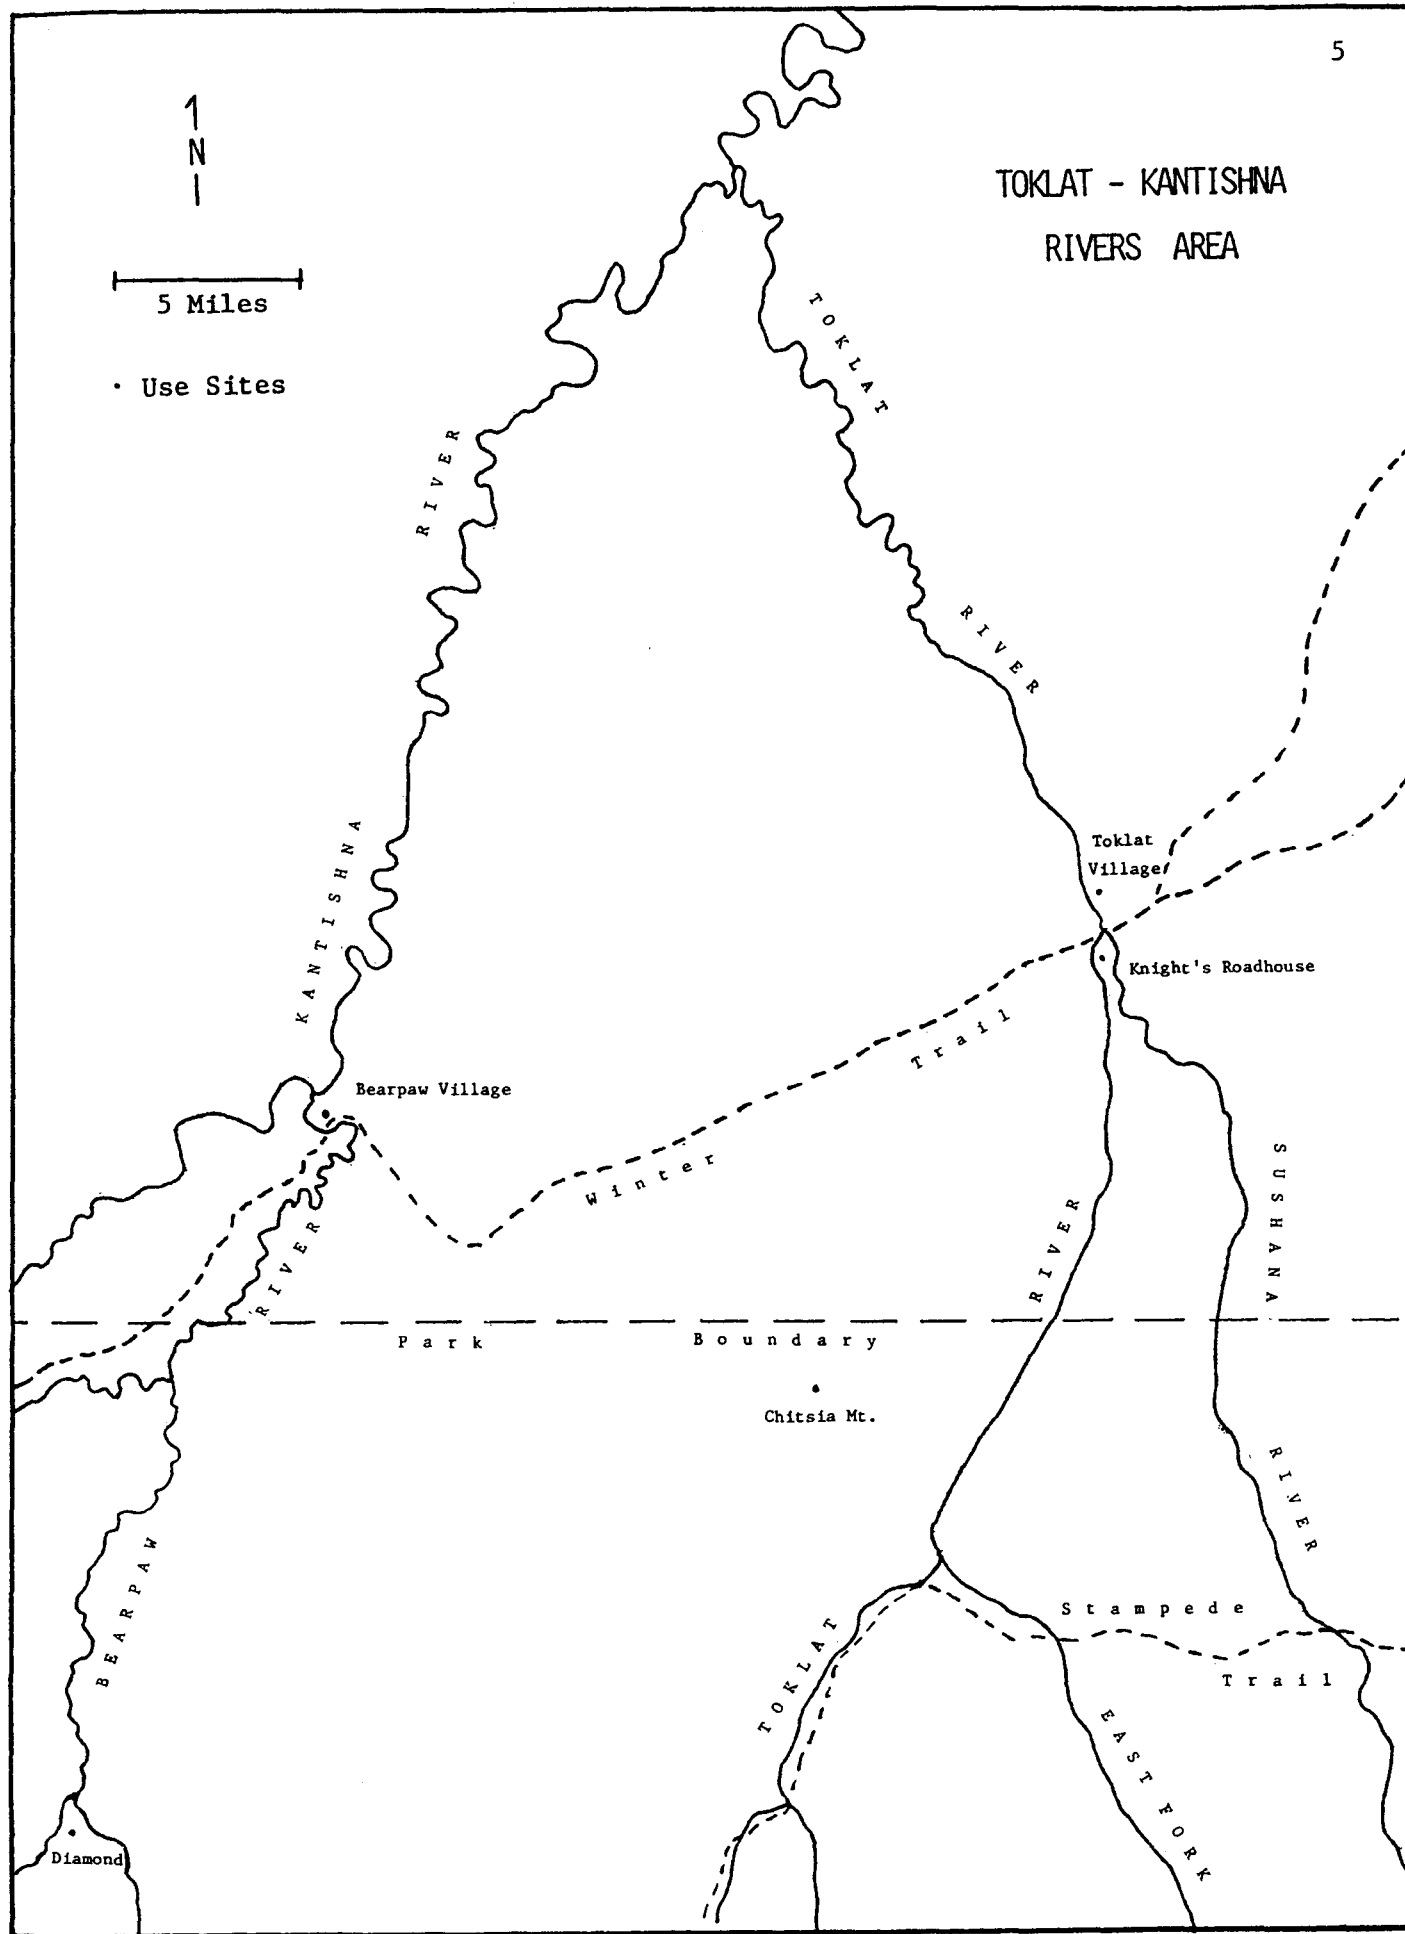 5
N
TOKLAT - KANTISHNA
RIVERS AREA
5 Miles
• Use Sites
TOKLAT
RIVER
RIVER
KANTISHNA
Toklat
Village
Knight's Roadhouse
Winter Trail
Bearpaw Village
RIVER
RIVER
SUSHANA
Park Boundary
Chitsia Mt.
RIVER
BEARPAW
TOKLAT
Stampede
Trail
EAST FORK
Diamond